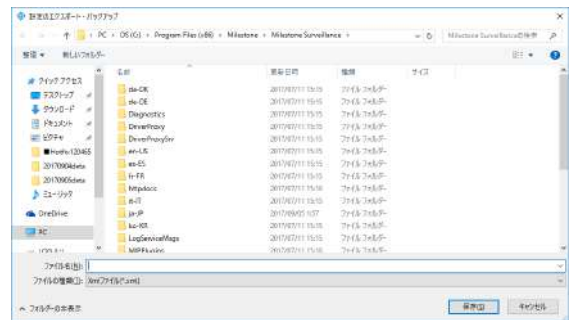 設定のエクスポート - バックアップ
PC › OS (C:) › Program Files (x86) › Milestone › Milestone Surveillance ›
Milestone Surveillanceの検索
整理 ▼ 新しいフォルダー
名前 更新日時 種類 サイズ
クイック アクセス
デスクトップ
ダウンロード
ドキュメント
ピクチャ
20170904data
20170905data
ミュージック
OneDrive
PC
da-DK 2017/07/11 15:15 ファイル フォルダー
de-DE 2017/07/11 15:15 ファイル フォルダー
Diagnostics 2017/07/11 15:15 ファイル フォルダー
DriverProxy 2017/07/11 15:15 ファイル フォルダー
DriverProxySrv 2017/07/11 15:15 ファイル フォルダー
en-US 2017/07/11 15:15 ファイル フォルダー
es-ES 2017/07/11 15:15 ファイル フォルダー
fr-FR 2017/07/11 15:15 ファイル フォルダー
httpdocs 2017/07/11 15:16 ファイル フォルダー
it-IT 2017/07/11 15:15 ファイル フォルダー
ja-JP 2017/09/05 1:37 ファイル フォルダー
ko-KR 2017/07/11 15:15 ファイル フォルダー
LogServiceMsgs 2017/07/11 15:15 ファイル フォルダー
MIPPlugins
ファイル名(N):
ファイルの種類(T): Xmlファイル(*.xml)
フォルダーの非表示
保存(S) キャンセル